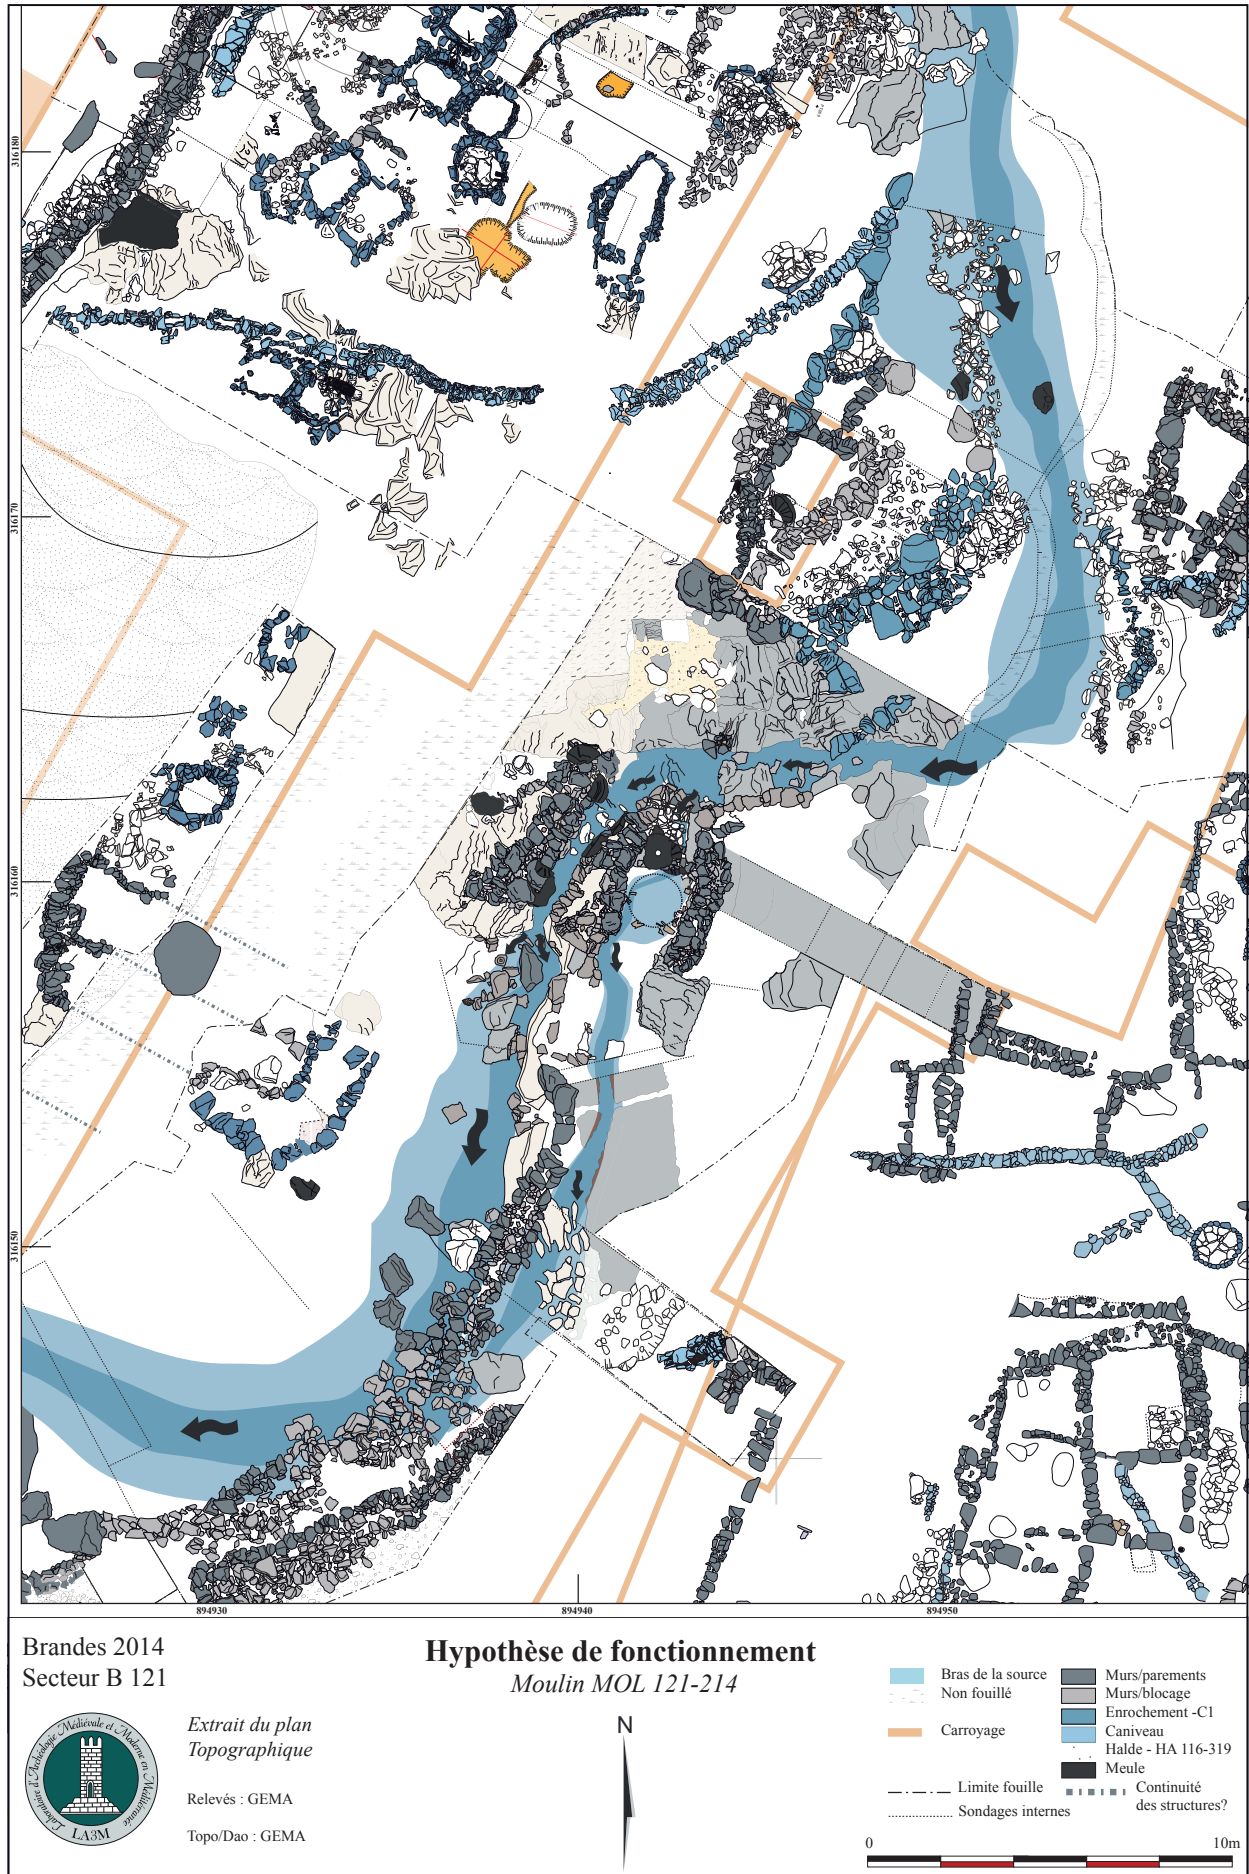 316180
316170
316160
316150
894930
894940
894950
Brandes 2014
Secteur B 121
Hypothèse de fonctionnement
Moulin MOL 121-214
Laboratoire d'Archéologie Médiévale et Moderne en Méditerranée
LA3M
Extrait du plan
Topographique
Relevés : GEMA
Topo/Dao : GEMA
N
Bras de la source
Non fouillé
Carroyage
Limite fouille
Sondages internes
Murs/parements
Murs/blocage
Enrochement -C1
Caniveau
Halde - HA 116-319
Meule
Continuité
des structures?
0
10m